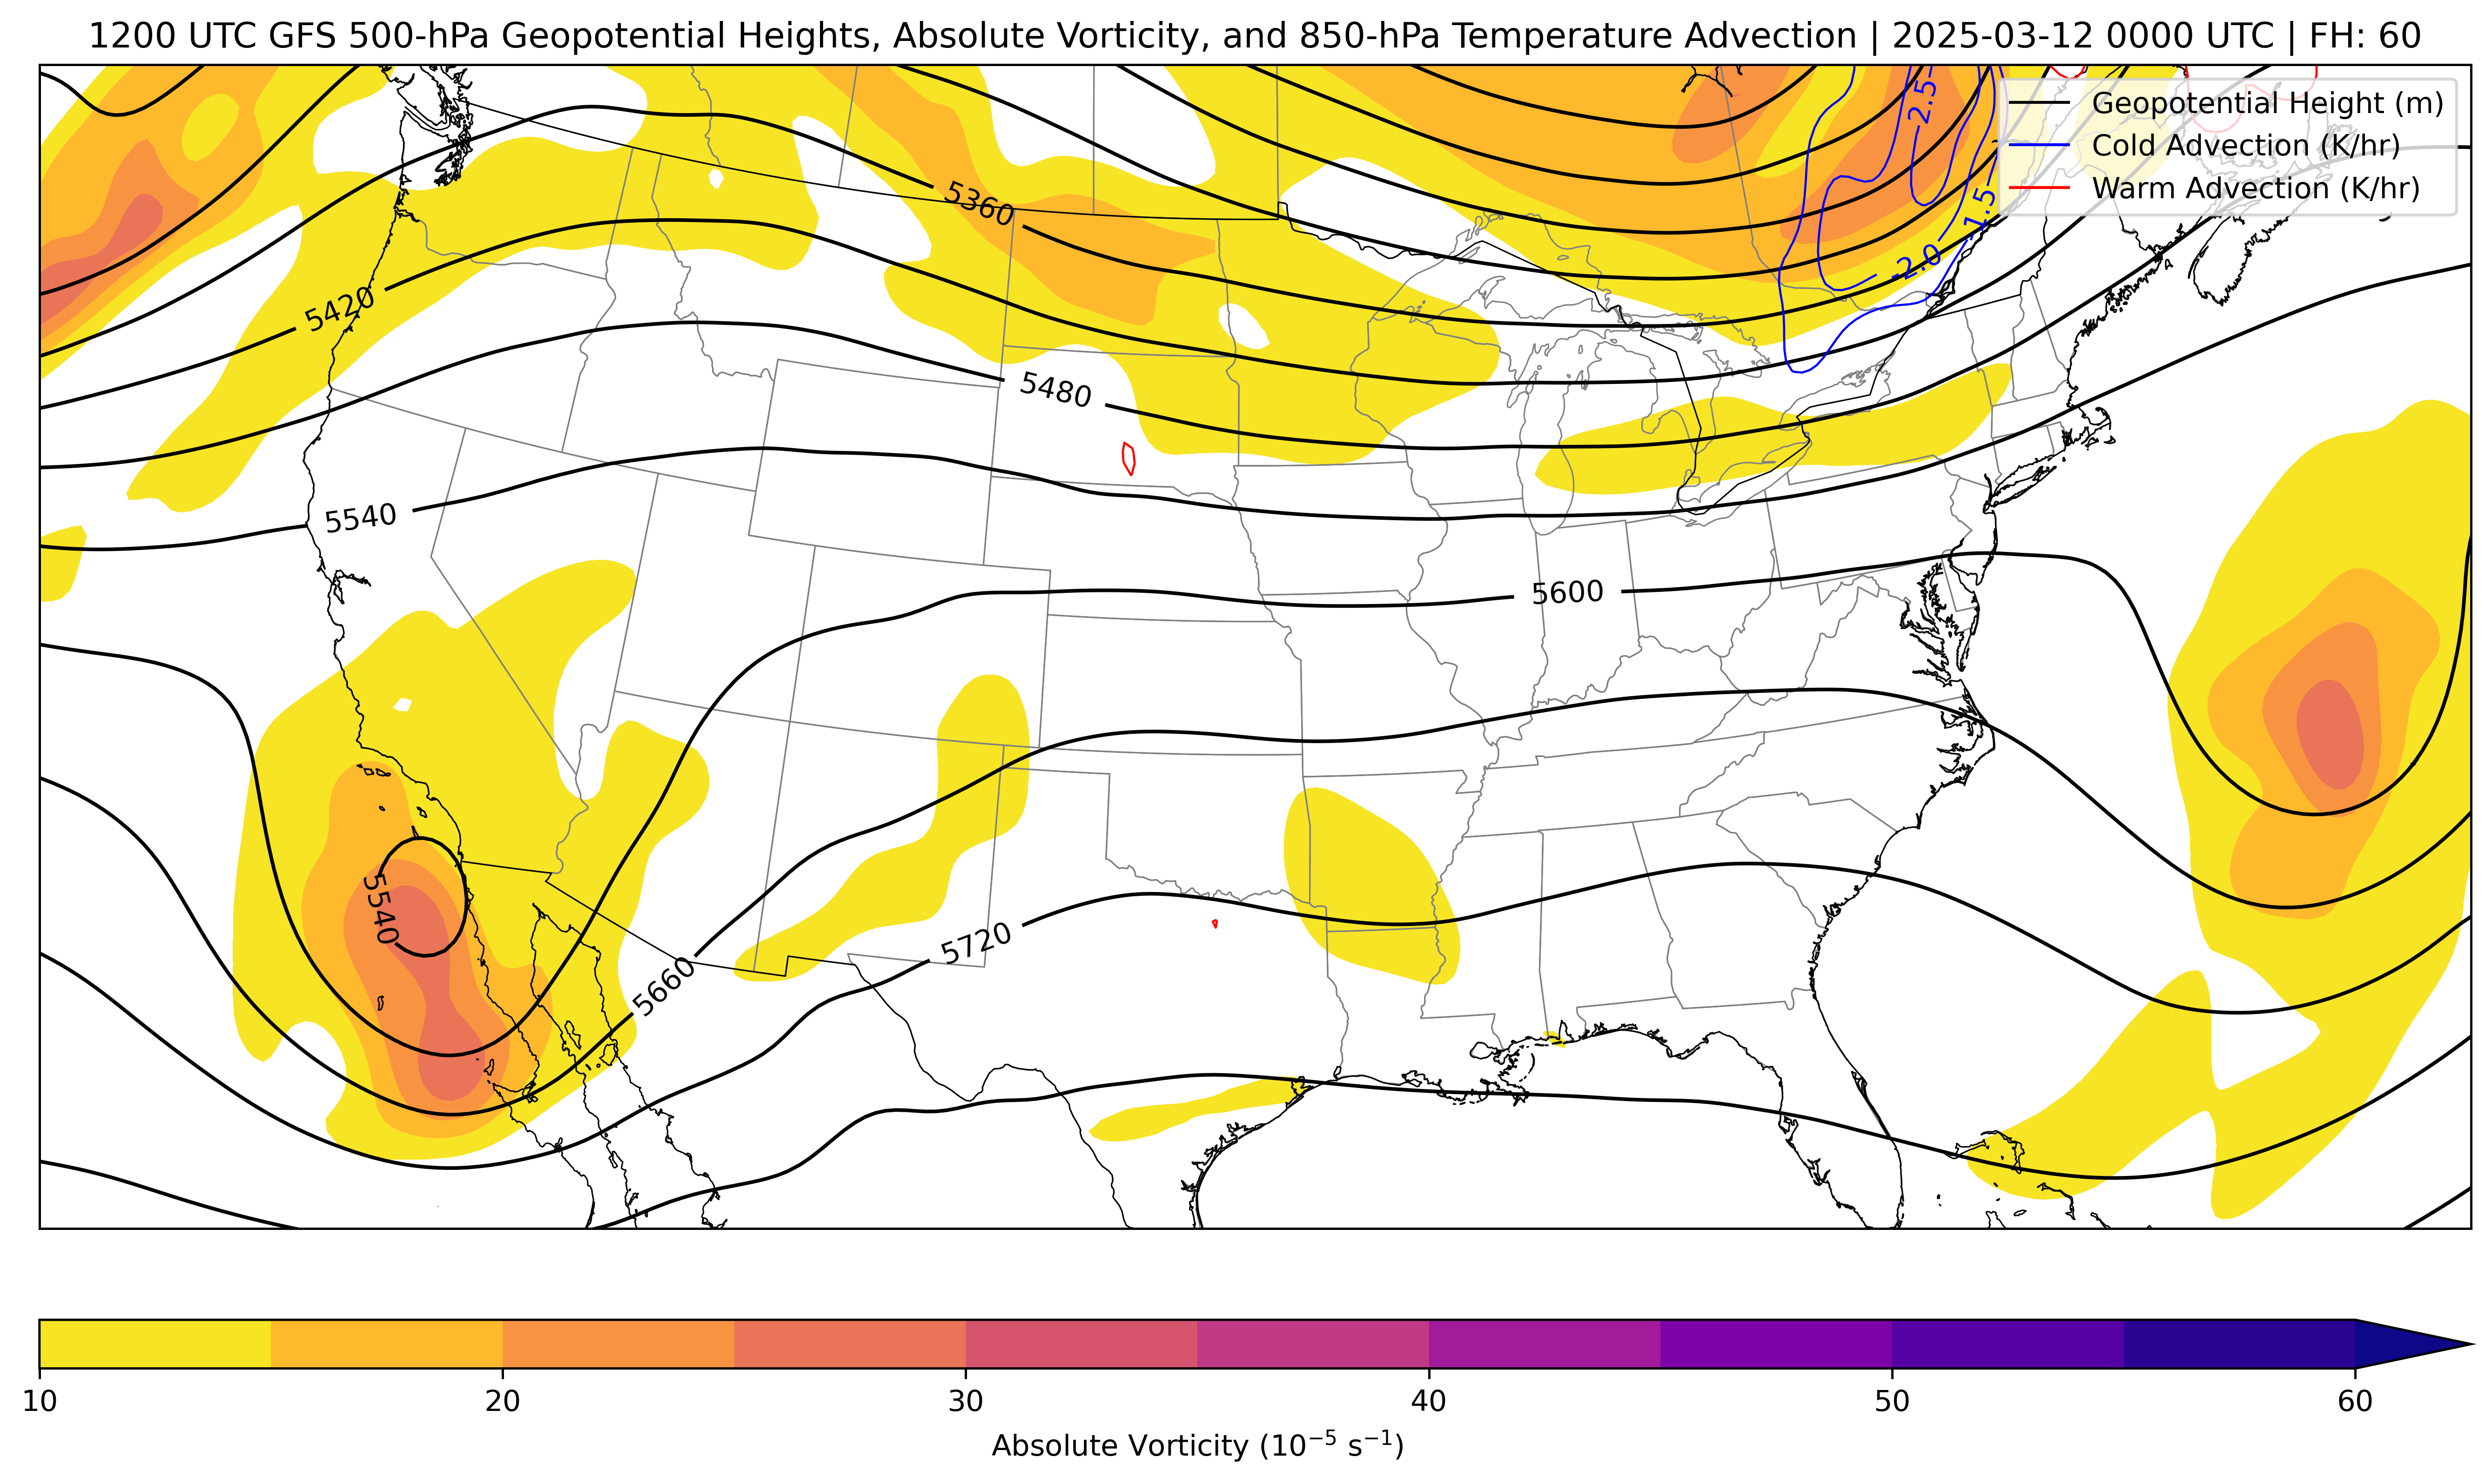 1200 UTC GFS 500-hPa Geopotential Heights, Absolute Vorticity, and 850-hPa Temperature Advection | 2025-03-12 0000 UTC | FH: 60
Geopotential Height (m)
Cold Advection (K/hr)
Warm Advection (K/hr)
-2.5
-1.5
-2.0
5360
5420
5480
5540
5600
5540
5720
5660
10 20 30 40 50 60
Absolute Vorticity (10⁻⁵ s⁻¹)